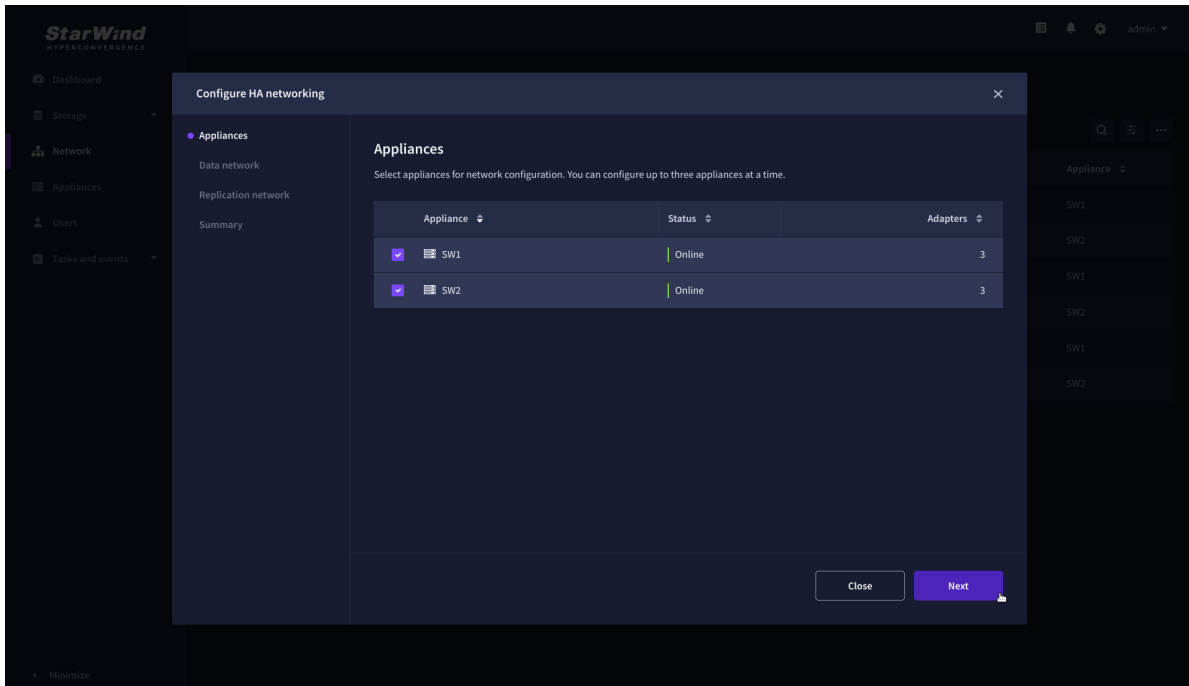 StarWind
HYPERCONVERGENCE
admin
Dashboard
Storage
Network
Appliances
Users
Tasks and events
Minimize
Configure HA networking
Appliances
Data network
Replication network
Summary
Appliances
Select appliances for network configuration. You can configure up to three appliances at a time.
Appliance Status Adapters
SW1 Online 3
SW2 Online 3
Close Next
Appliance
SW1
SW2
SW1
SW2
SW1
SW2